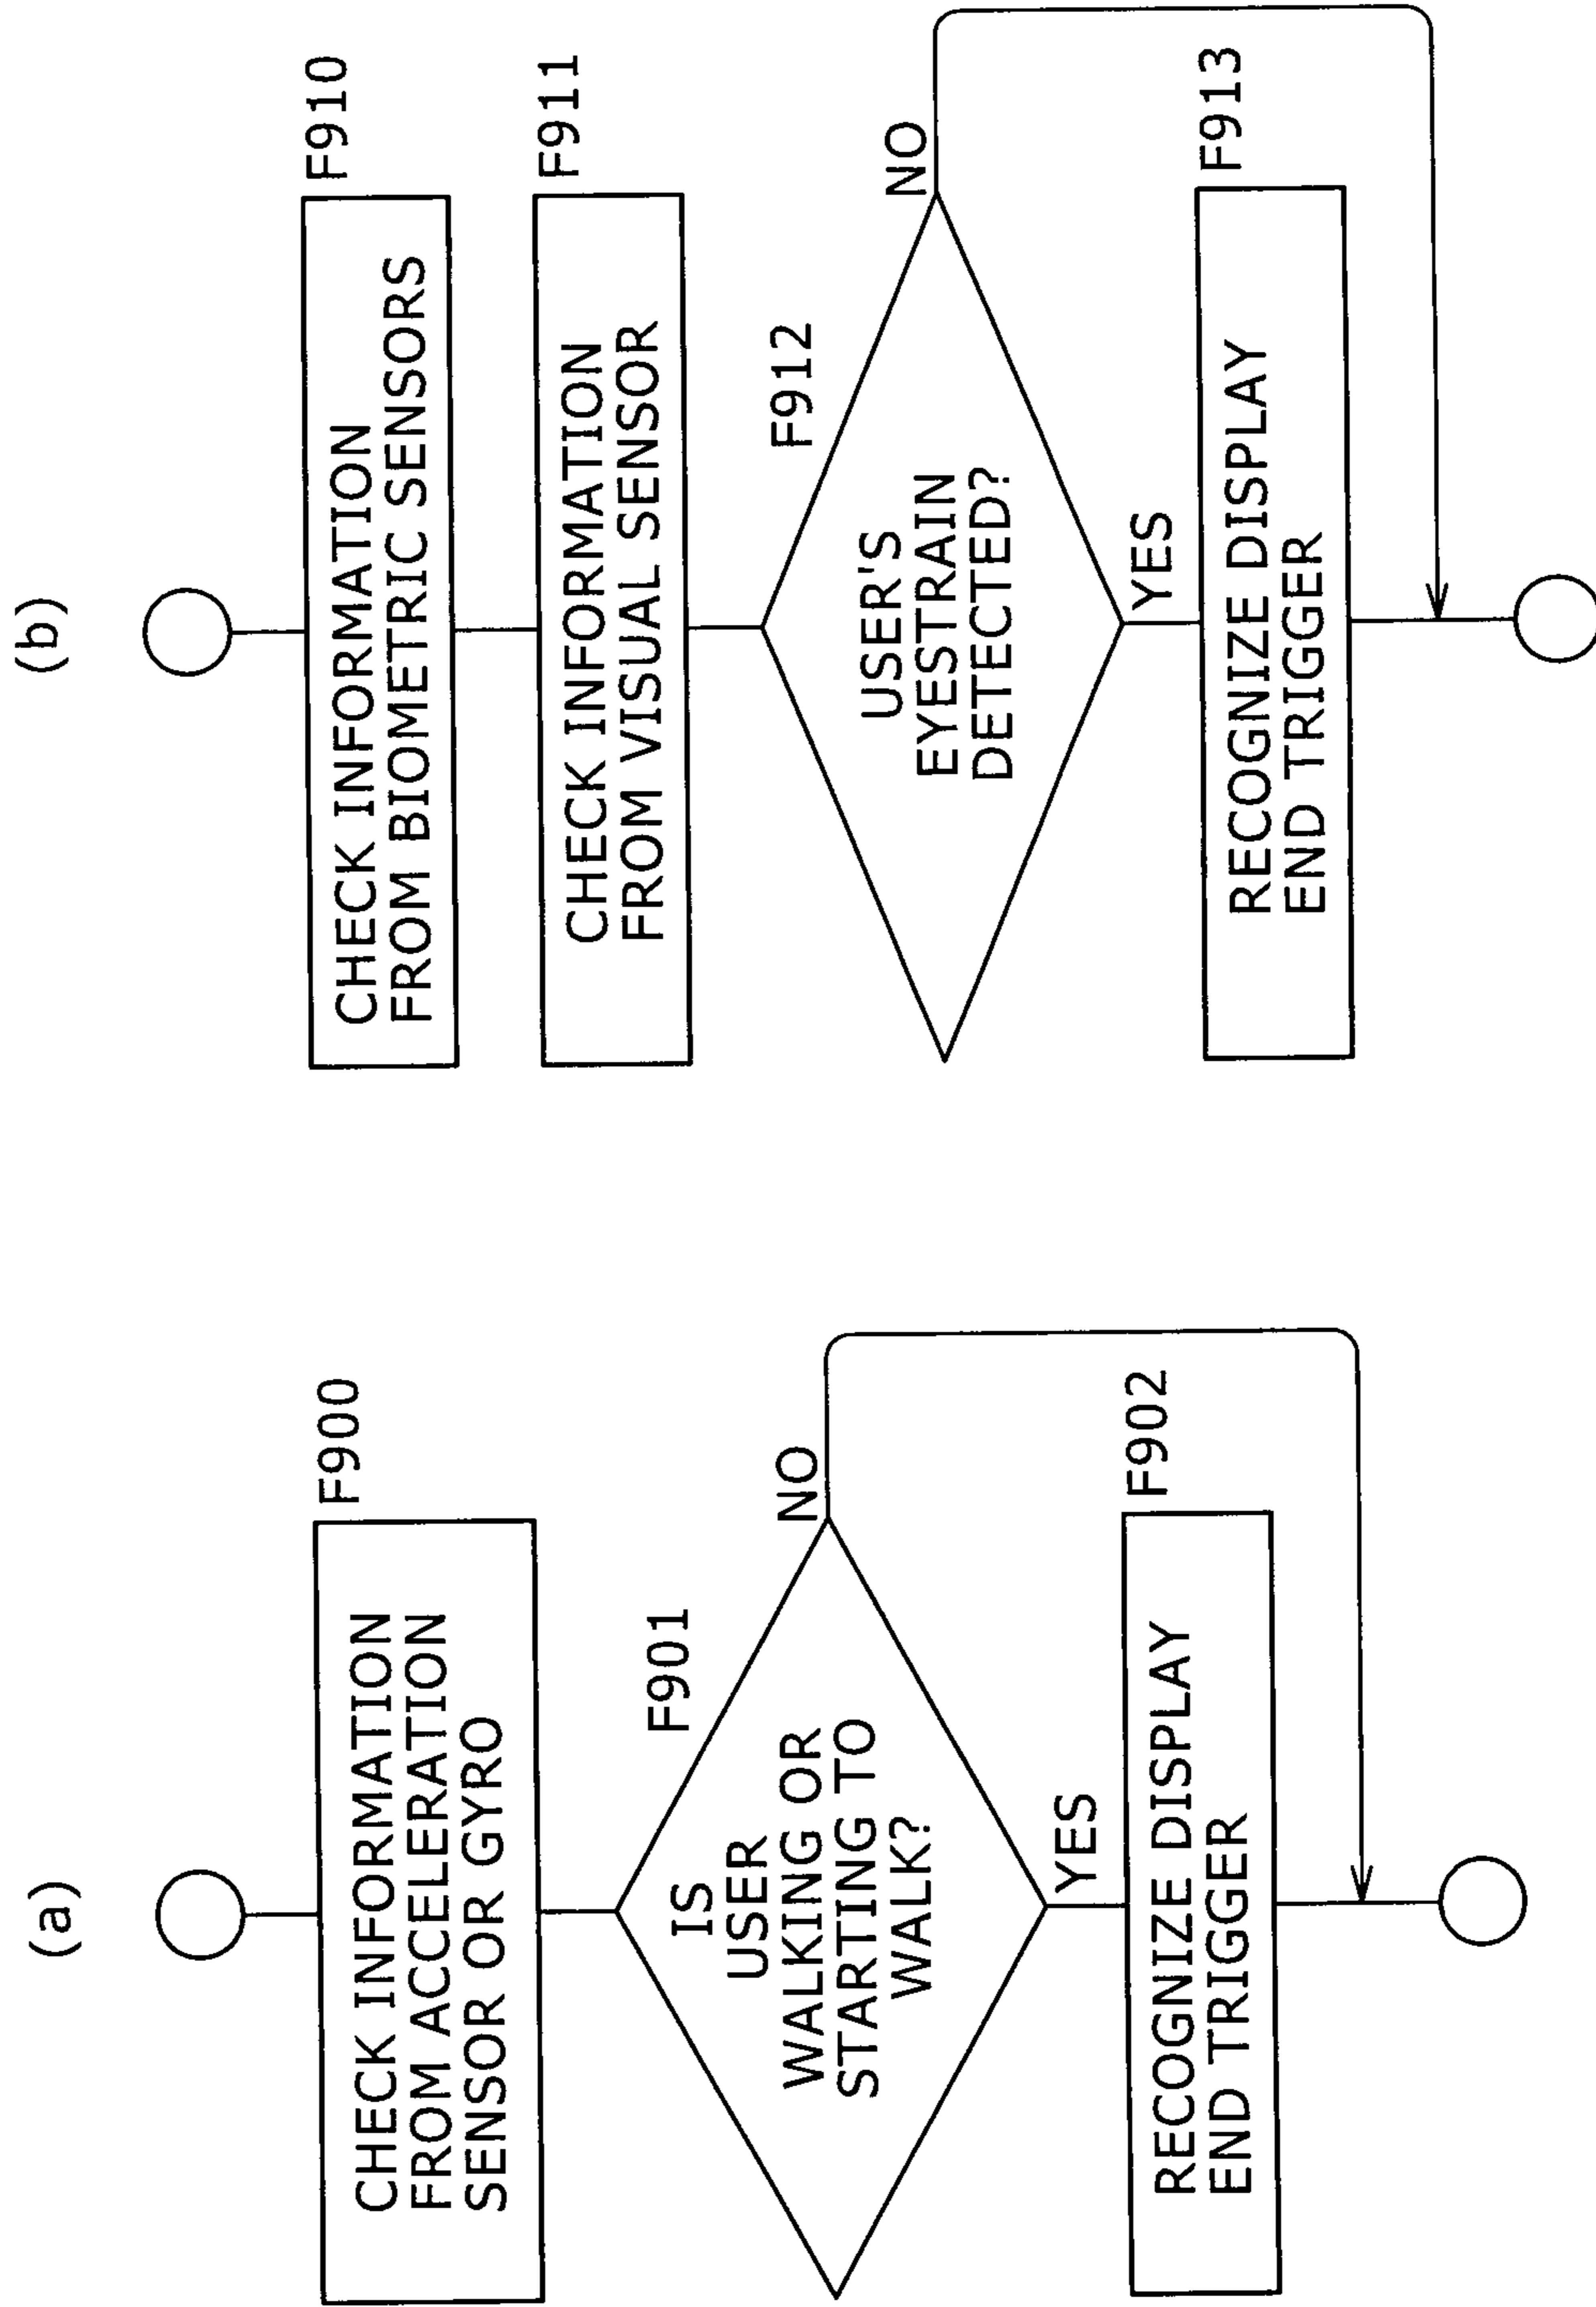 (a)
F900
CHECK INFORMATION
FROM ACCELERATION
SENSOR OR GYRO
F901
IS
USER
WALKING OR
STARTING TO
WALK?
NO
YES
F902
RECOGNIZE DISPLAY
END TRIGGER
(b)
F910
CHECK INFORMATION
FROM BIOMETRIC SENSORS
F911
CHECK INFORMATION
FROM VISUAL SENSOR
F912
USER'S
EYESTRAIN
DETECTED?
NO
YES
F913
RECOGNIZE DISPLAY
END TRIGGER